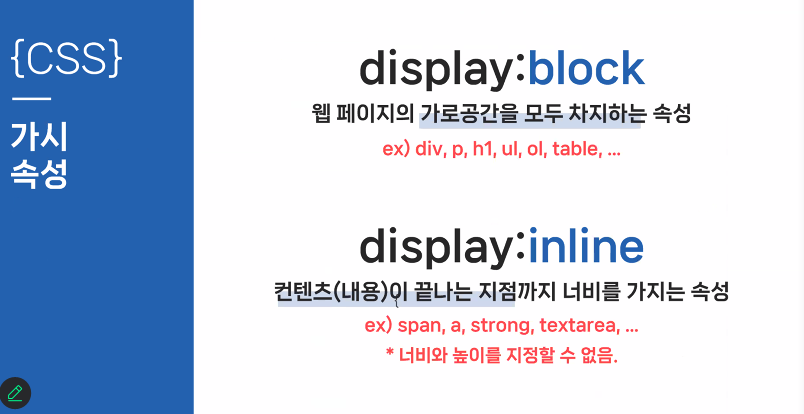 {CSS}
가시
속성
display:block
웹 페이지의 가로공간을 모두 차지하는 속성
ex) div, p, h1, ul, ol, table, ...
display:inline
컨텐츠(내용)이 끝나는 지점까지 너비를 가지는 속성
ex) span, a, strong, textarea, ...
* 너비와 높이를 지정할 수 없음.